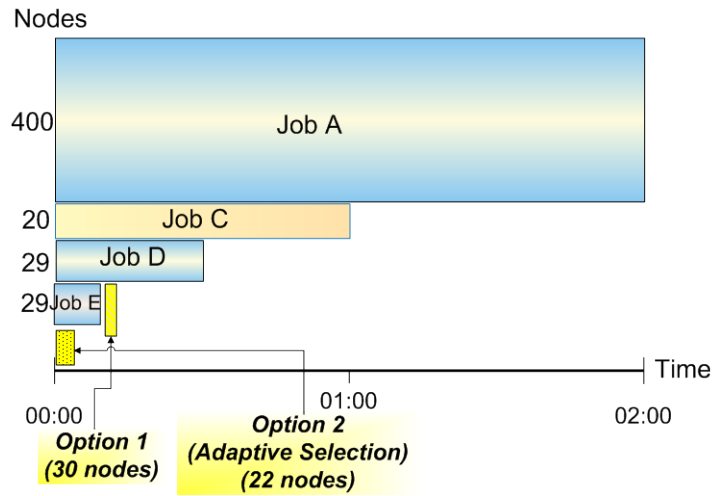 Nodes
400
Job A
20
Job C
29
Job D
29
Job E
Time
00:00
01:00
02:00
Option 1
(30 nodes)
Option 2
(Adaptive Selection)
(22 nodes)